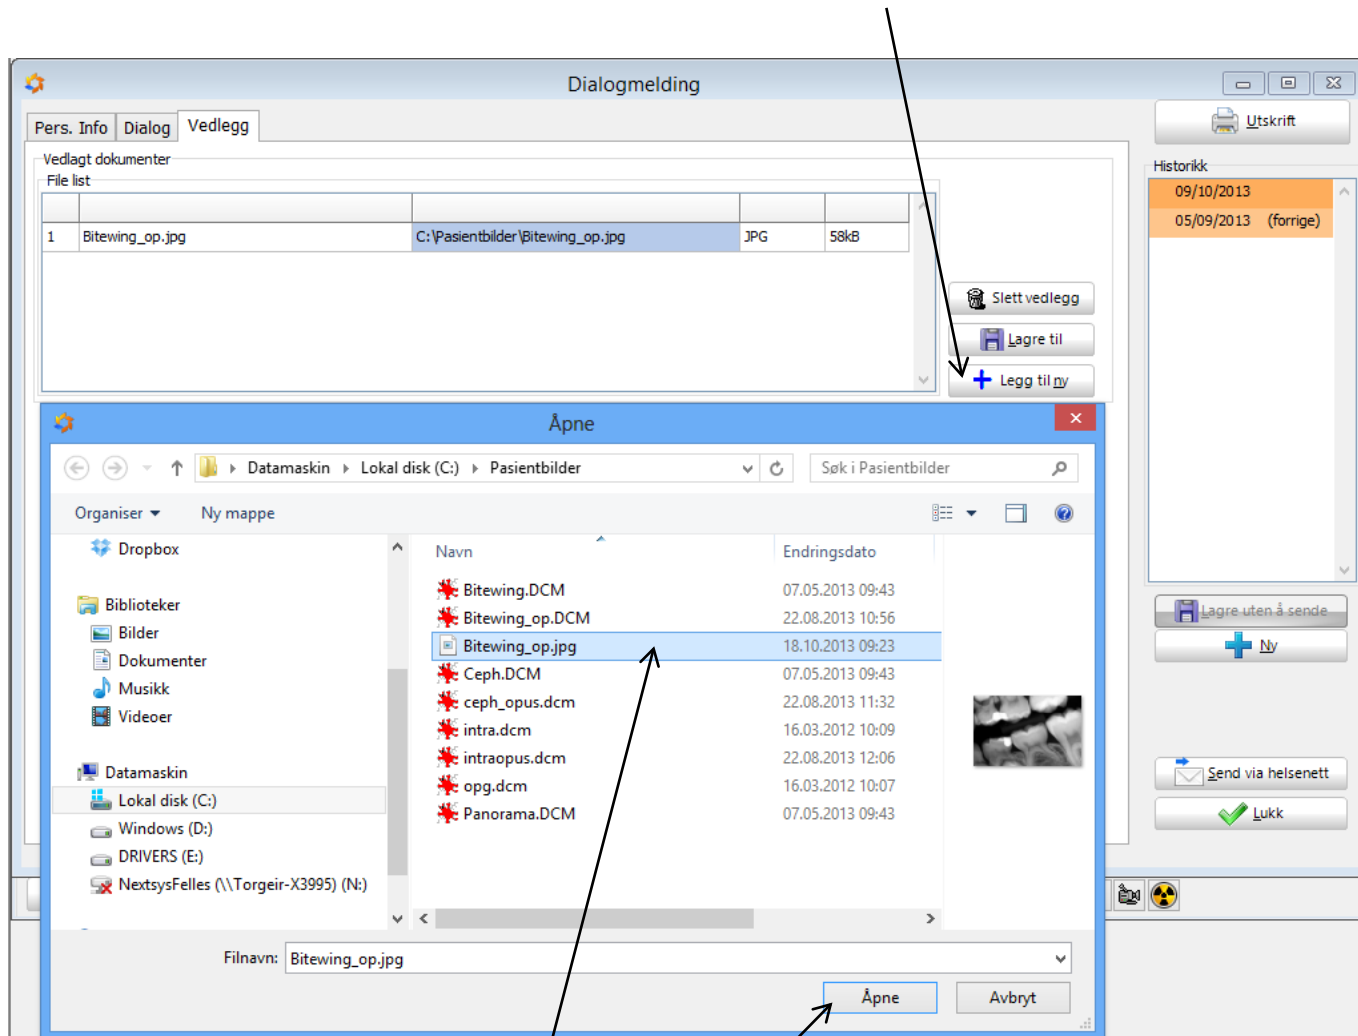 Dialogmelding
Pers. Info Dialog Vedlegg
Vedlagt dokumenter
File list
1 Bitewing_op.jpg C:\Pasientbilder\Bitewing_op.jpg JPG 58kB
Slett vedlegg
Lagre til
Legg til ny
Utskrift
Historikk
09/10/2013
05/09/2013 (forrige)
Lagre uten å sende
Ny
Send via helsenett
Lukk
Åpne
Datamaskin Lokal disk (C:) Pasientbilder
Søk i Pasientbilder
Organiser Ny mappe
Dropbox
Biblioteker
Bilder
Dokumenter
Musikk
Videoer
Datamaskin
Lokal disk (C:)
Windows (D:)
DRIVERS (E:)
NextsysFelles (\\Torgeir-X3995) (N:)
Navn Endringsdato
Bitewing.DCM 07.05.2013 09:43
Bitewing_op.DCM 22.08.2013 10:56
Bitewing_op.jpg 18.10.2013 09:23
Ceph.DCM 07.05.2013 09:43
ceph_opus.dcm 22.08.2013 11:32
intra.dcm 16.03.2012 10:09
intraopus.dcm 22.08.2013 12:06
opg.dcm 16.03.2012 10:07
Panorama.DCM 07.05.2013 09:43
Filnavn: Bitewing_op.jpg
Åpne Avbryt